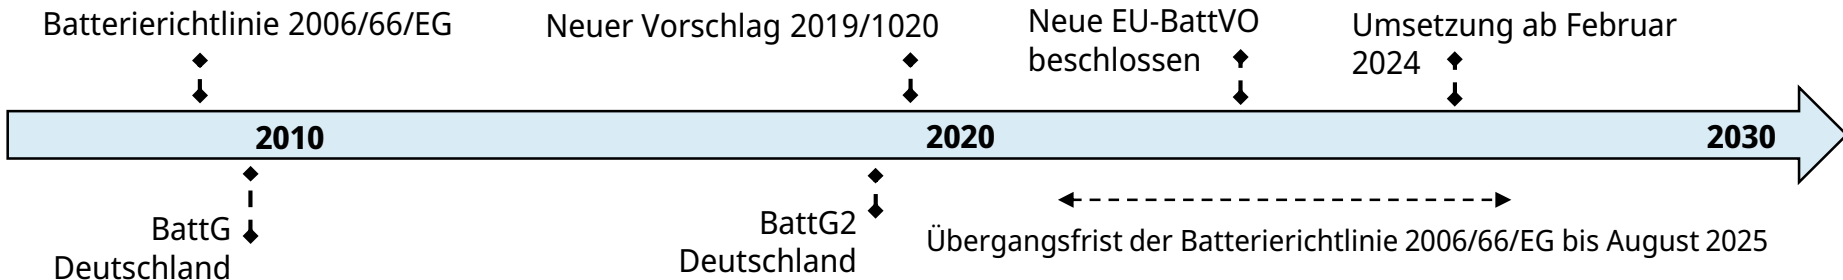 Batterierichtlinie 2006/66/EG
Neuer Vorschlag 2019/1020
Neue EU-BattVO
beschlossen
Umsetzung ab Februar
2024
2010
2020
2030
BattG
Deutschland
BattG2
Deutschland
Übergangsfrist der Batterierichtlinie 2006/66/EG bis August 2025